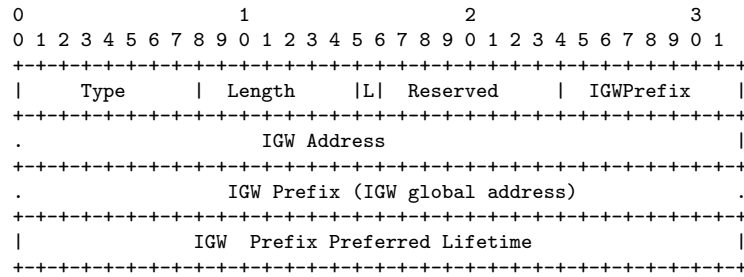 0                   1                   2                   3
0 1 2 3 4 5 6 7 8 9 0 1 2 3 4 5 6 7 8 9 0 1 2 3 4 5 6 7 8 9 0 1
+-+-+-+-+-+-+-+-+-+-+-+-+-+-+-+-+-+-+-+-+-+-+-+-+-+-+-+-+-+-+-+-+
|     Type      |  Length     |L|  Reserved     |  IGWPrefix    |
+-+-+-+-+-+-+-+-+-+-+-+-+-+-+-+-+-+-+-+-+-+-+-+-+-+-+-+-+-+-+-+-+
.                     IGW Address                               |
+-+-+-+-+-+-+-+-+-+-+-+-+-+-+-+-+-+-+-+-+-+-+-+-+-+-+-+-+-+-+-+-+
.                  IGW Prefix (IGW global address)              .
+-+-+-+-+-+-+-+-+-+-+-+-+-+-+-+-+-+-+-+-+-+-+-+-+-+-+-+-+-+-+-+-+
|               IGW  Prefix Preferred Lifetime                  |
+-+-+-+-+-+-+-+-+-+-+-+-+-+-+-+-+-+-+-+-+-+-+-+-+-+-+-+-+-+-+-+-+